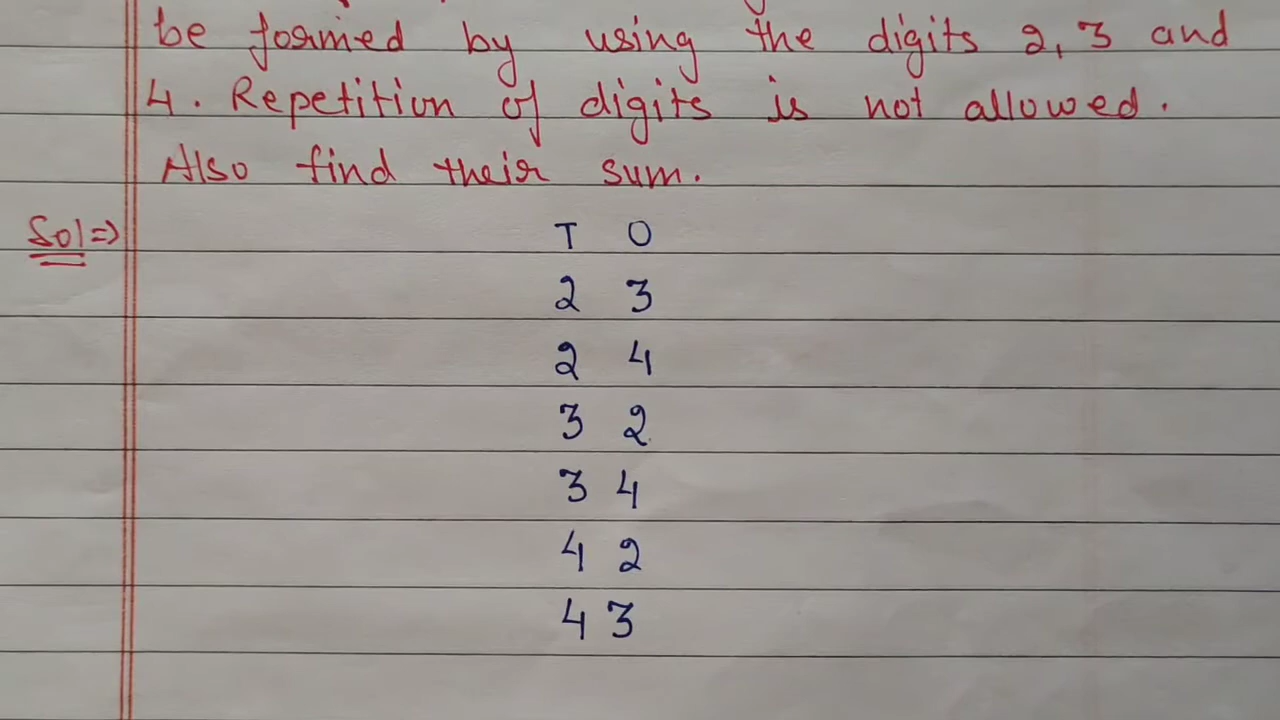 be formed by using the digits 2, 3 and
4. Repetition of digits is not allowed.
Also find their sum.
Sol⇒
T O
2 3
2 4
3 2
3 4
4 2
4 3